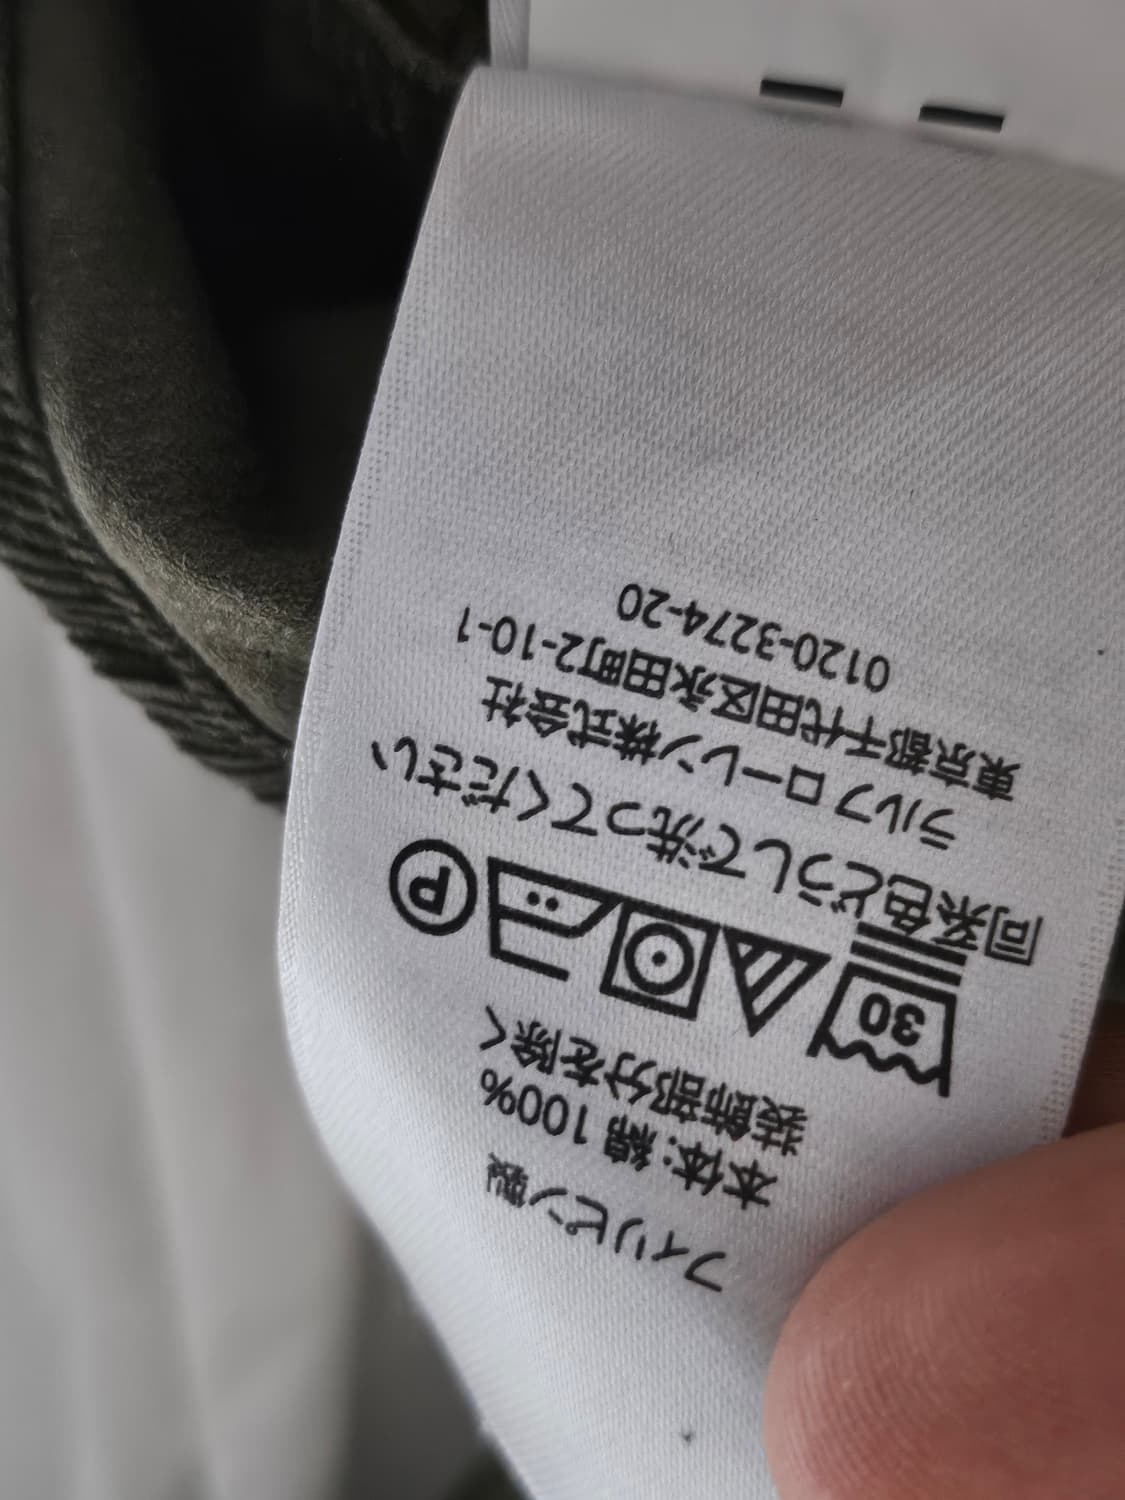 フィリピン製
本体: 綿 100%
装飾部分を除く
30 P
同系色どうしで洗ってください
ラルフ ローレン株式会社
東京都千代田区永田町2-10-1
0120-3274-20